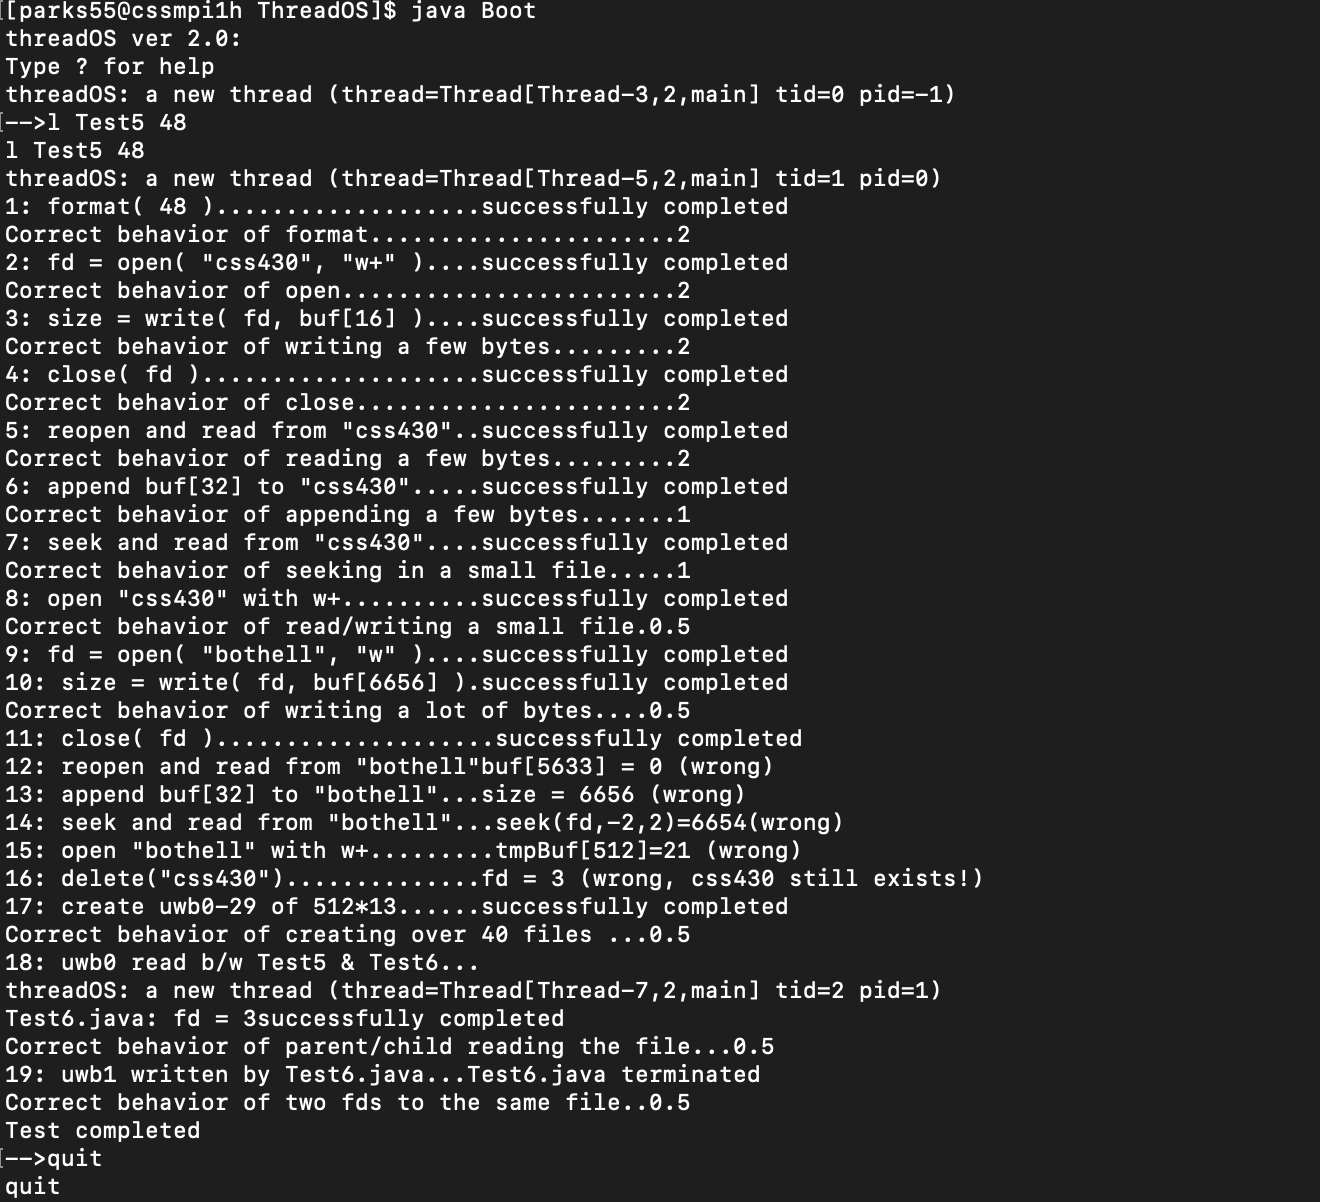 [[parks55@cssmpi1h ThreadOS]$ java Boot
threadOS ver 2.0:
Type ? for help
threadOS: a new thread (thread=Thread[Thread-3,2,main] tid=0 pid=-1)
[-->l Test5 48
l Test5 48
threadOS: a new thread (thread=Thread[Thread-5,2,main] tid=1 pid=0)
1: format( 48 )...................successfully completed
Correct behavior of format......................2
2: fd = open( "css430", "w+" )....successfully completed
Correct behavior of open........................2
3: size = write( fd, buf[16] )....successfully completed
Correct behavior of writing a few bytes.........2
4: close( fd )....................successfully completed
Correct behavior of close.......................2
5: reopen and read from "css430"..successfully completed
Correct behavior of reading a few bytes.........2
6: append buf[32] to "css430".....successfully completed
Correct behavior of appending a few bytes.......1
7: seek and read from "css430"....successfully completed
Correct behavior of seeking in a small file.....1
8: open "css430" with w+..........successfully completed
Correct behavior of read/writing a small file.0.5
9: fd = open( "bothell", "w" )....successfully completed
10: size = write( fd, buf[6656] ).successfully completed
Correct behavior of writing a lot of bytes....0.5
11: close( fd )....................successfully completed
12: reopen and read from "bothell"buf[5633] = 0 (wrong)
13: append buf[32] to "bothell"...size = 6656 (wrong)
14: seek and read from "bothell"...seek(fd,-2,2)=6654(wrong)
15: open "bothell" with w+.........tmpBuf[512]=21 (wrong)
16: delete("css430")..............fd = 3 (wrong, css430 still exists!)
17: create uwb0-29 of 512*13......successfully completed
Correct behavior of creating over 40 files ...0.5
18: uwb0 read b/w Test5 & Test6...
threadOS: a new thread (thread=Thread[Thread-7,2,main] tid=2 pid=1)
Test6.java: fd = 3successfully completed
Correct behavior of parent/child reading the file...0.5
19: uwb1 written by Test6.java...Test6.java terminated
Correct behavior of two fds to the same file..0.5
Test completed
[-->quit
quit